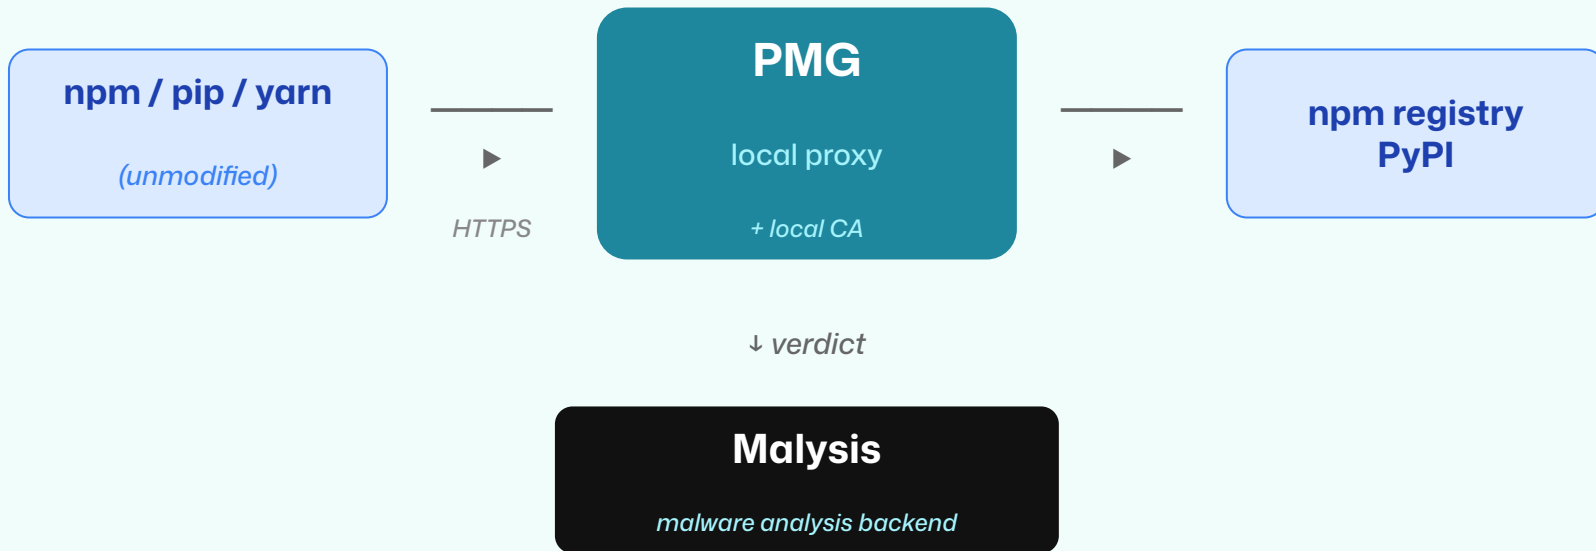 npm / pip / yarn
(unmodified)
HTTPS
PMG
local proxy
+ local CA
npm registry
PyPI
↓ verdict
Malysis
malware analysis backend